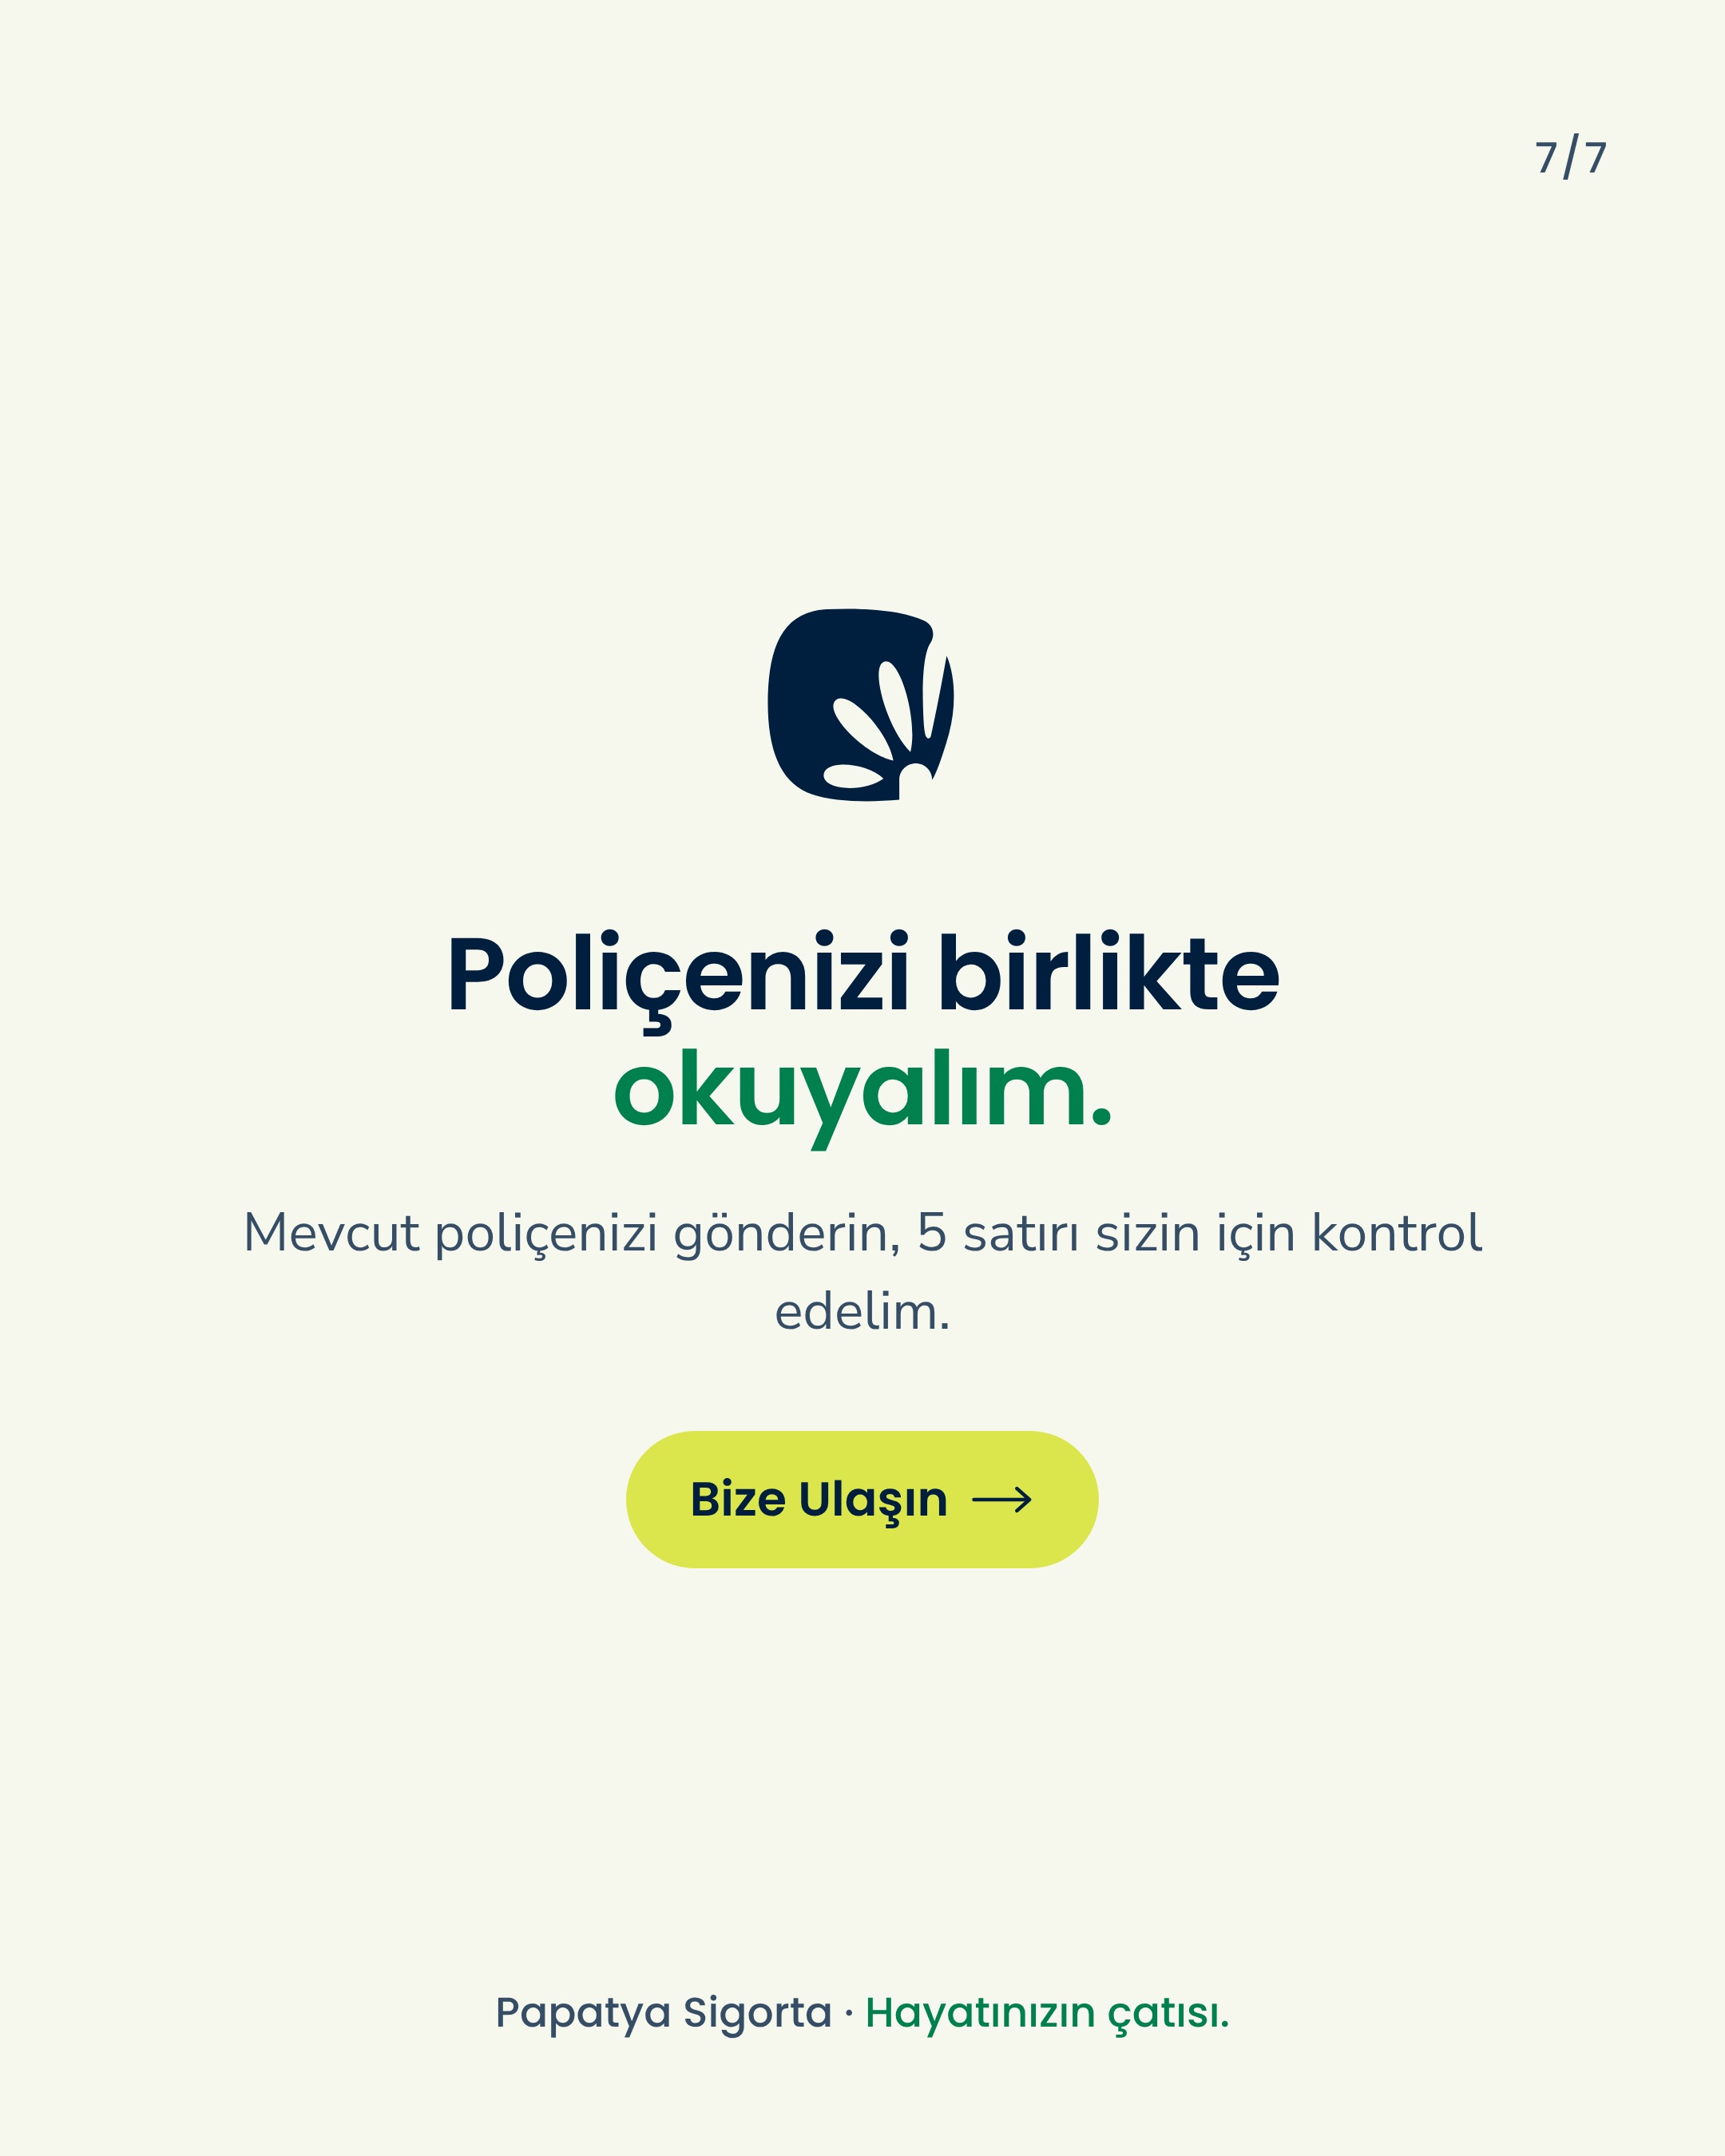 7/7
Poliçenizi birlikte
okuyalım.
Mevcut poliçenizi gönderin, 5 satırı sizin için kontrol
edelim.
Bize Ulaşın →
Papatya Sigorta · Hayatınızın çatısı.